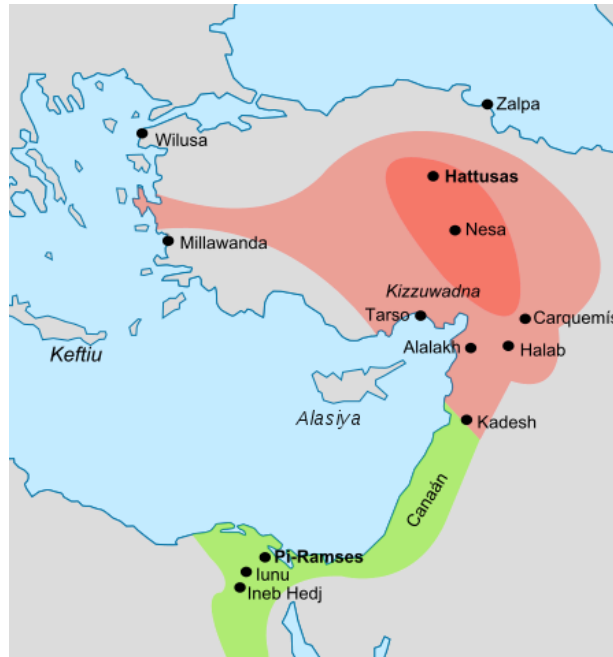 Zalpa
Wilusa
Hattusas
Nesa
Millawanda
Kizzuwadna
Tarso
Carquemís
Alalakh
Halab
Keftiu
Alasiya
Kadesh
Canaán
Pi-Ramses
Iunu
Ineb Hedj